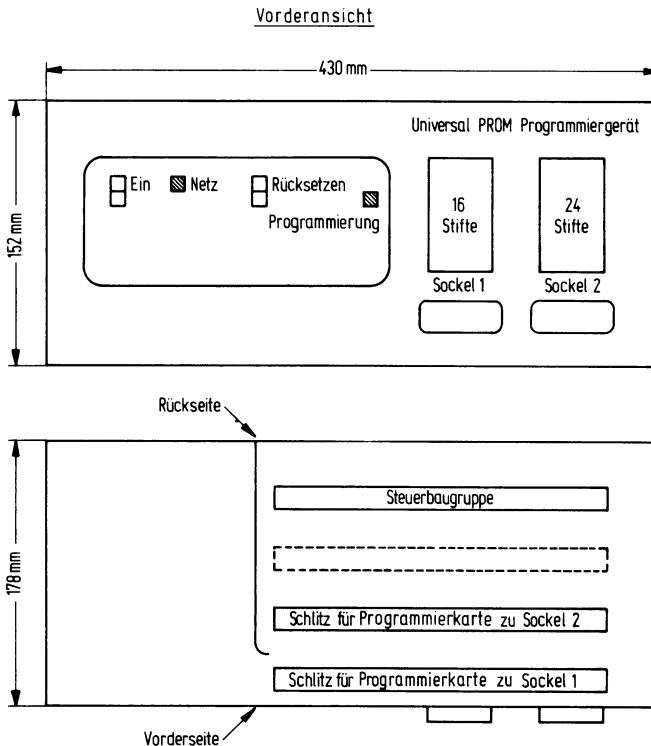 Vorderansicht
430 mm
Universal PROM Programmiergerät
Ein
Netz
Rücksetzen
Programmierung
16
Stifte
24
Stifte
Sockel 1
Sockel 2
152 mm
Rückseite
Steuerbaugruppe
Schlitz für Programmierkarte zu Sockel 2
Schlitz für Programmierkarte zu Sockel 1
178 mm
Vorderseite